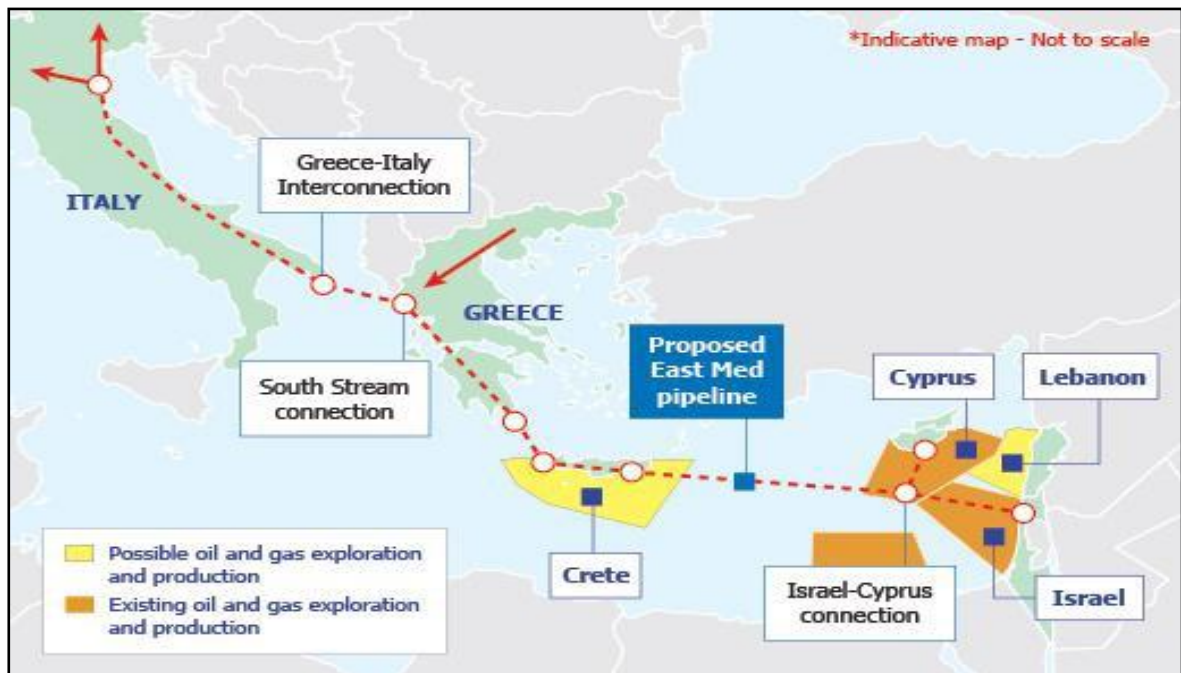 *Indicative map - Not to scale
Greece-Italy
Interconnection
ITALY
GREECE
South Stream
connection
Proposed
East Med
pipeline
Cyprus
Lebanon
Crete
Israel-Cyprus
connection
Israel
Possible oil and gas exploration
and production
Existing oil and gas exploration
and production